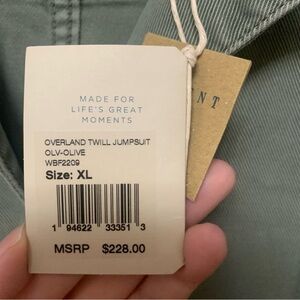 MADE FOR
LIFE'S GREAT
MOMENTS
OVERLAND TWILL JUMPSUIT
OLV-OLIVE
WBF2209
Size: XL
1 94622 33351 3
MSRP $228.00